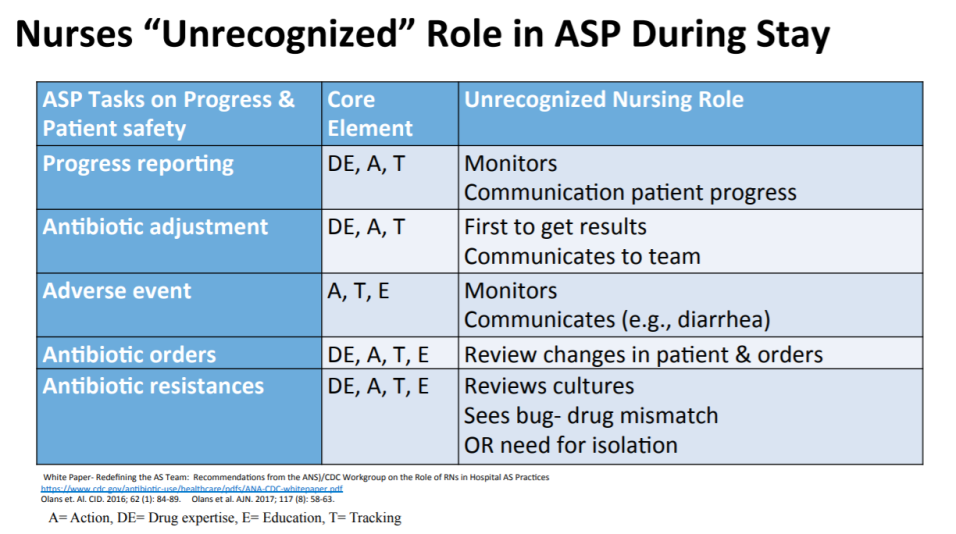 Nurses “Unrecognized” Role in ASP During Stay
ASP Tasks on Progress &
Patient safety
Core
Element
Unrecognized Nursing Role
Progress reporting
DE, A, T
Monitors
Communication patient progress
Antibiotic adjustment
DE, A, T
First to get results
Communicates to team
Adverse event
A, T, E
Monitors
Communicates (e.g., diarrhea)
Antibiotic orders
DE, A, T, E
Review changes in patient & orders
Antibiotic resistances
DE, A, T, E
Reviews cultures
Sees bug- drug mismatch
OR need for isolation
White Paper- Redefining the AS Team: Recommendations from the ANS)/CDC Workgroup on the Role of RNs in Hospital AS Practices
https://www.cdc.gov/antibiotic-use/healthcare/pdfs/ANA-CDC-whitepaper.pdf
Olans et. Al. CID. 2016; 62 (1): 84-89. Olans et al. AJN. 2017; 117 (8): 58-63.
A= Action, DE= Drug expertise, E= Education, T= Tracking